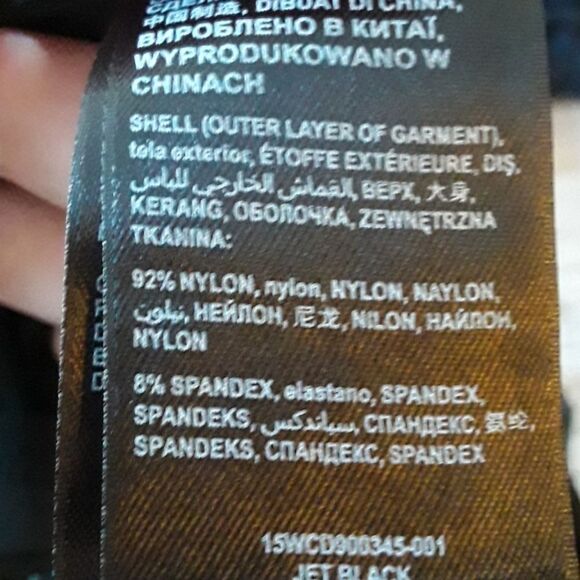 中国制造, DIBUAT DI CHINA,
ВИРОБЛЕНО В КИТАЇ,
WYPRODUKOWANO W
CHINACH
SHELL (OUTER LAYER OF GARMENT),
tela exterior, ÉTOFFE EXTÉRIEURE, DIŞ,
القماش الخارجي للباس, ВЕРХ, 大身,
KERANG, ОБОЛОЧКА, ZEWNĘTRZNA
TKANINA:
92% NYLON, nylon, NYLON, NAYLON,
نيلون, НЕЙЛОН, 尼龙, NILON, НАЙЛОН,
NYLON
8% SPANDEX, elastano, SPANDEX,
SPANDEKS, سباندكس, СПАНДЕКС, 氨纶,
SPANDEKS, СПАНДЕКС, SPANDEX
15WCD900345-001
JET BLACK